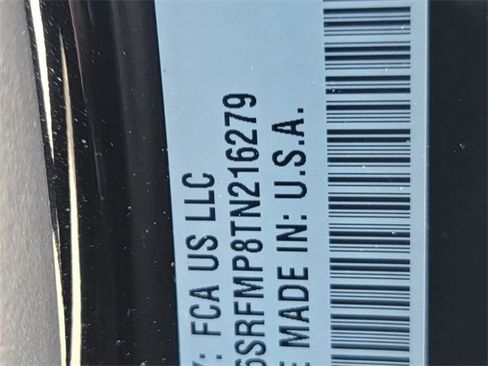 : FCA US LLC
6SRFMP8TN216279
E MADE IN: U.S.A.